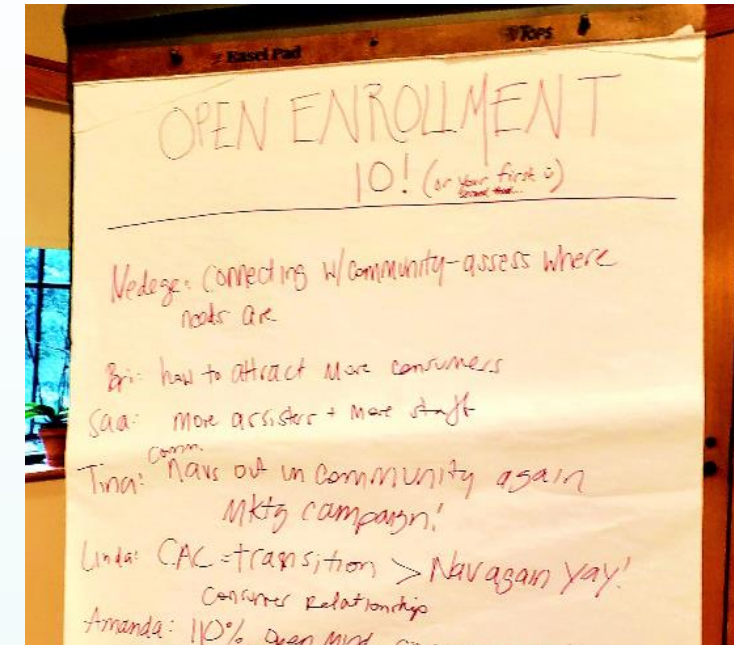 Easel Pad
TOPS
OPEN ENROLLMENT
10! (or your first ☺)
Nedege: Connecting w/community-assess where
needs are
Bri: how to attract more consumers
Saa: more assisters + more staff
comm.
Tina: navs out in community again
Mktg campaign!
Linda: CAC = transition > Nav again yay!
Consumer relationship
Amanda: 110% open mind